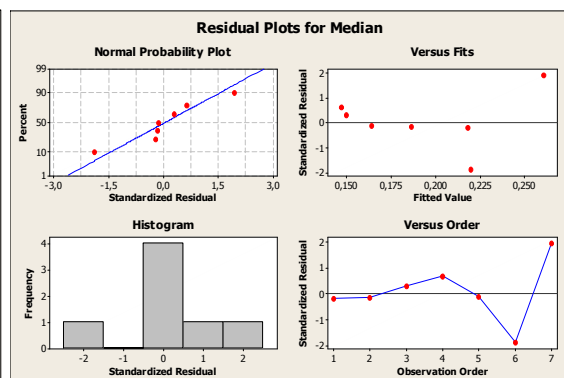 Residual Plots for Median
Normal Probability Plot
99
90
50
10
1
Percent
-3,0 -1,5 0,0 1,5 3,0
Standardized Residual
Versus Fits
2
1
0
-1
-2
Standardized Residual
0,150 0,175 0,200 0,225 0,250
Fitted Value
Histogram
4
3
2
1
0
Frequency
-2 -1 0 1 2
Standardized Residual
Versus Order
2
1
0
-1
-2
Standardized Residual
1 2 3 4 5 6 7
Observation Order